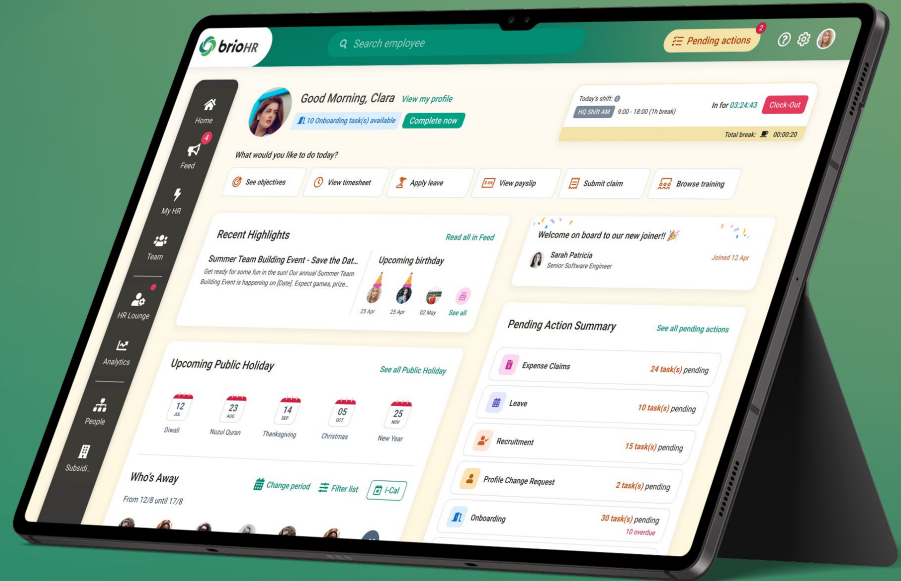 brioHR
Search employee
Pending actions
2
Home
4
Feed
My HR
Team
HR Lounge
Analytics
People
Subsidi..
Good Morning, Clara View my profile
10 Onboarding task(s) available Complete now
Today's shift:
HQ Shift AM 9:00 - 18:00 (1h break)
In for 03:24:43 Clock-Out
Total break: 00:00:20
What would you like to do today?
See objectives
View timesheet
Apply leave
View payslip
Submit claim
Browse training
Recent Highlights Read all in Feed
Summer Team Building Event - Save the Dat...
Get ready for some fun in the sun! Our annual Summer Team
Building Event is happening on [Date]. Expect games, prize...
Upcoming birthday
25 Apr 25 Apr 02 May See all
Welcome on board to our new joiner!!
Sarah Patricia
Senior Software Engineer
Joined 12 Apr
Upcoming Public Holiday See all Public Holiday
12 23 14 05 25
JUL AUG SEP OCT NOV
Diwali Nuzul Quran Thanksgiving Christmas New Year
Who's Away
Change period Filter list i-Cal
From 12/8 until 17/8
Pending Action Summary See all pending actions
Expense Claims 24 task(s) pending
Leave 10 task(s) pending
Recruitment 15 task(s) pending
Profile Change Request 2 task(s) pending
Onboarding 30 task(s) pending
10 overdue